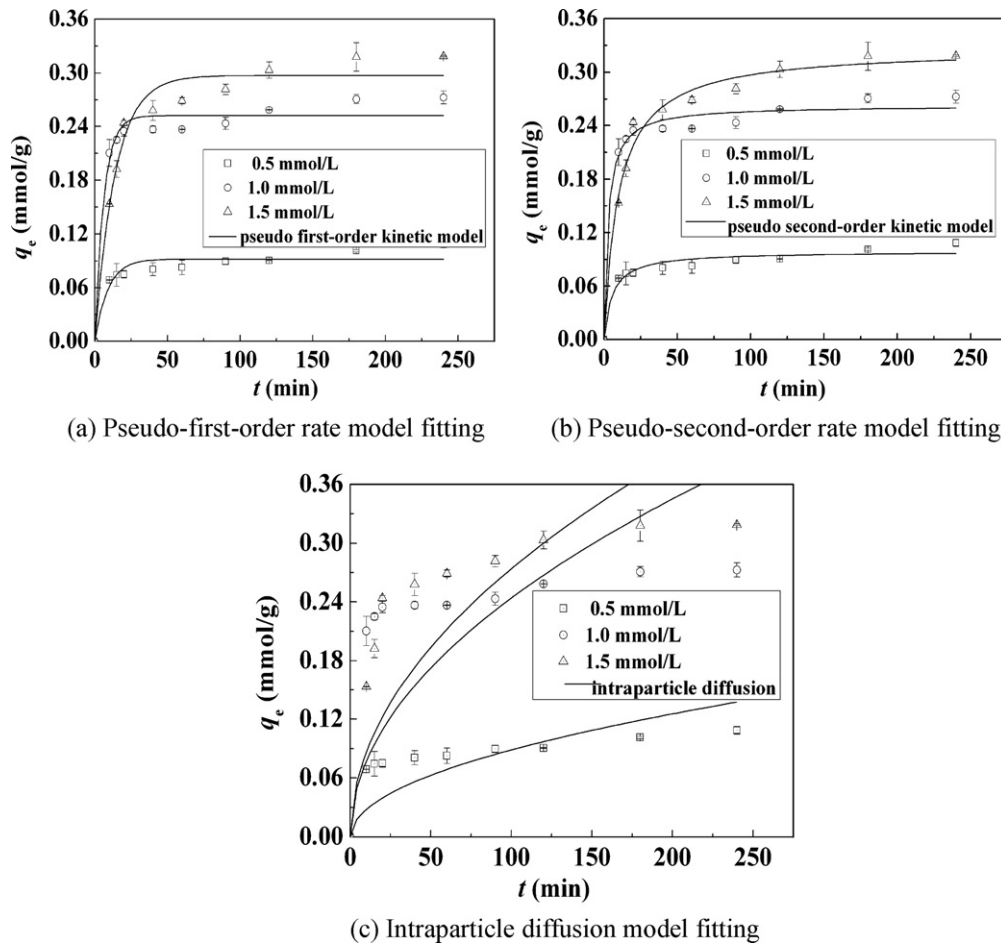 0.36
0.30
0.24
0.18
0.12
0.06
0.00
q_e (mmol/g)
0.5 mmol/L
1.0 mmol/L
1.5 mmol/L
pseudo first-order kinetic model
0 50 100 150 200 250
t (min)
(a) Pseudo-first-order rate model fitting
0.36
0.30
0.24
0.18
0.12
0.06
0.00
q_e (mmol/g)
0.5 mmol/L
1.0 mmol/L
1.5 mmol/L
pseudo second-order kinetic model
0 50 100 150 200 250
t (min)
(b) Pseudo-second-order rate model fitting
0.36
0.30
0.24
0.18
0.12
0.06
0.00
q_e (mmol/g)
0.5 mmol/L
1.0 mmol/L
1.5 mmol/L
intraparticle diffusion
0 50 100 150 200 250
t (min)
(c) Intraparticle diffusion model fitting